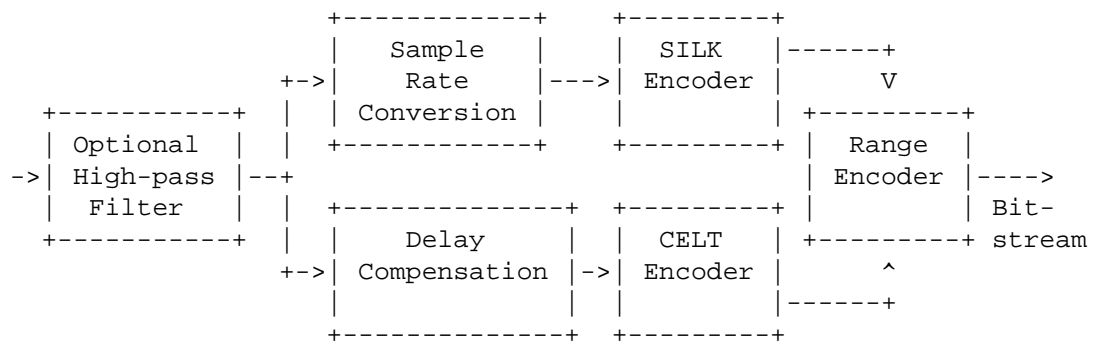 +------------+    +---------+
|   Sample   |    |  SILK   |------+
+->|    Rate    |--->| Encoder |      V
+-----------+  |  | Conversion |    |         | +---------+
| Optional  |  |  +------------+    +---------+ |  Range  |
->| High-pass |--+                                | Encoder |---->
|  Filter   |  |  +--------------+  +---------+ |         | Bit-
+-----------+  |  |    Delay     |  |  CELT   | +---------+ stream
+->| Compensation |->| Encoder |      ^
|              |  |         |------+
+--------------+  +---------+